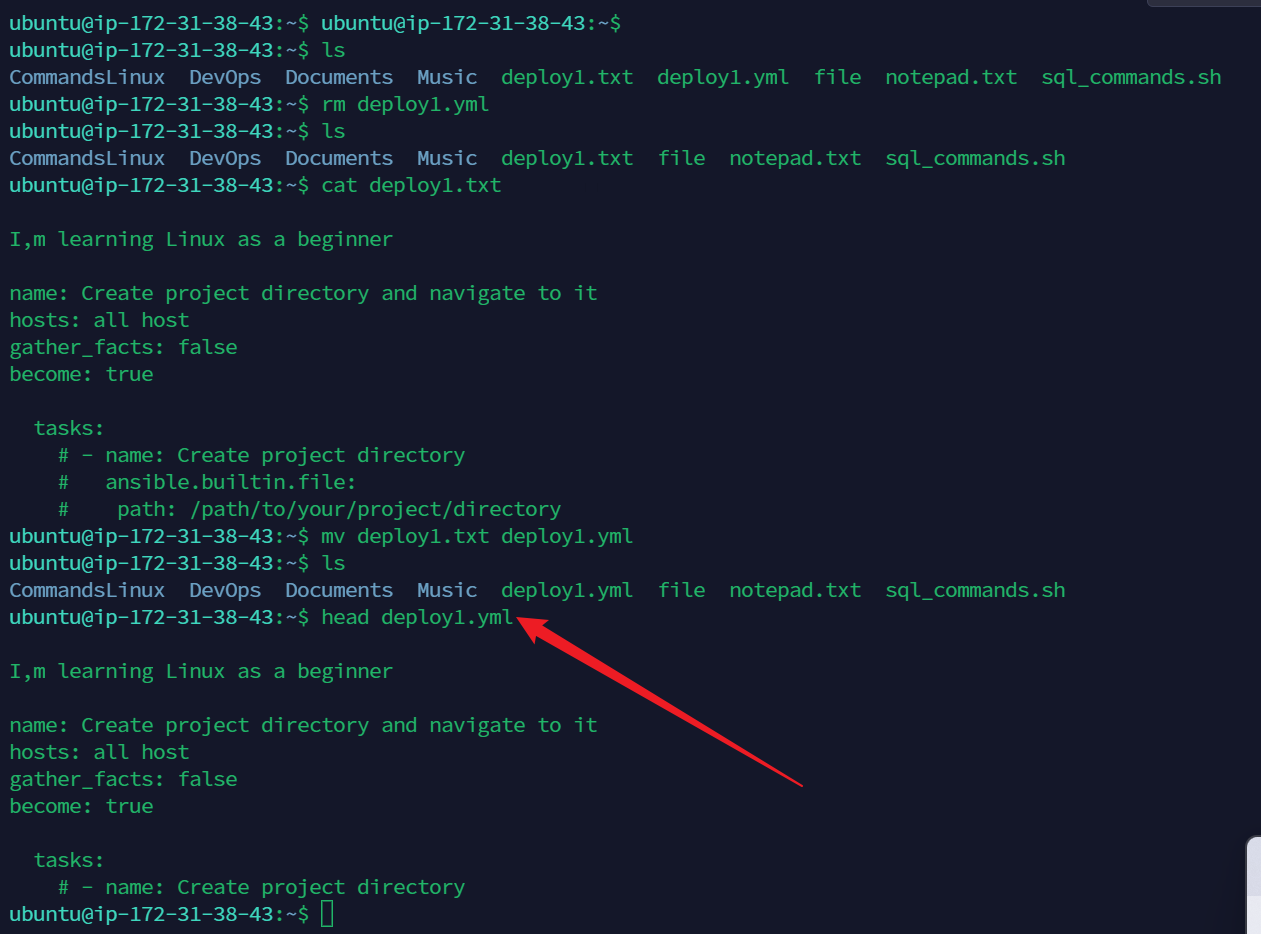 ubuntu@ip-172-31-38-43:~$ ubuntu@ip-172-31-38-43:~$
ubuntu@ip-172-31-38-43:~$ ls
CommandsLinux  DevOps  Documents  Music  deploy1.txt  deploy1.yml  file  notepad.txt  sql_commands.sh
ubuntu@ip-172-31-38-43:~$ rm deploy1.yml
ubuntu@ip-172-31-38-43:~$ ls
CommandsLinux  DevOps  Documents  Music  deploy1.txt  file  notepad.txt  sql_commands.sh
ubuntu@ip-172-31-38-43:~$ cat deploy1.txt

I,m learning Linux as a beginner

name: Create project directory and navigate to it
hosts: all host
gather_facts: false
become: true

  tasks:
    # - name: Create project directory
    #   ansible.builtin.file:
    #    path: /path/to/your/project/directory
ubuntu@ip-172-31-38-43:~$ mv deploy1.txt deploy1.yml
ubuntu@ip-172-31-38-43:~$ ls
CommandsLinux  DevOps  Documents  Music  deploy1.yml  file  notepad.txt  sql_commands.sh
ubuntu@ip-172-31-38-43:~$ head deploy1.yml

I,m learning Linux as a beginner

name: Create project directory and navigate to it
hosts: all host
gather_facts: false
become: true

  tasks:
    # - name: Create project directory
ubuntu@ip-172-31-38-43:~$